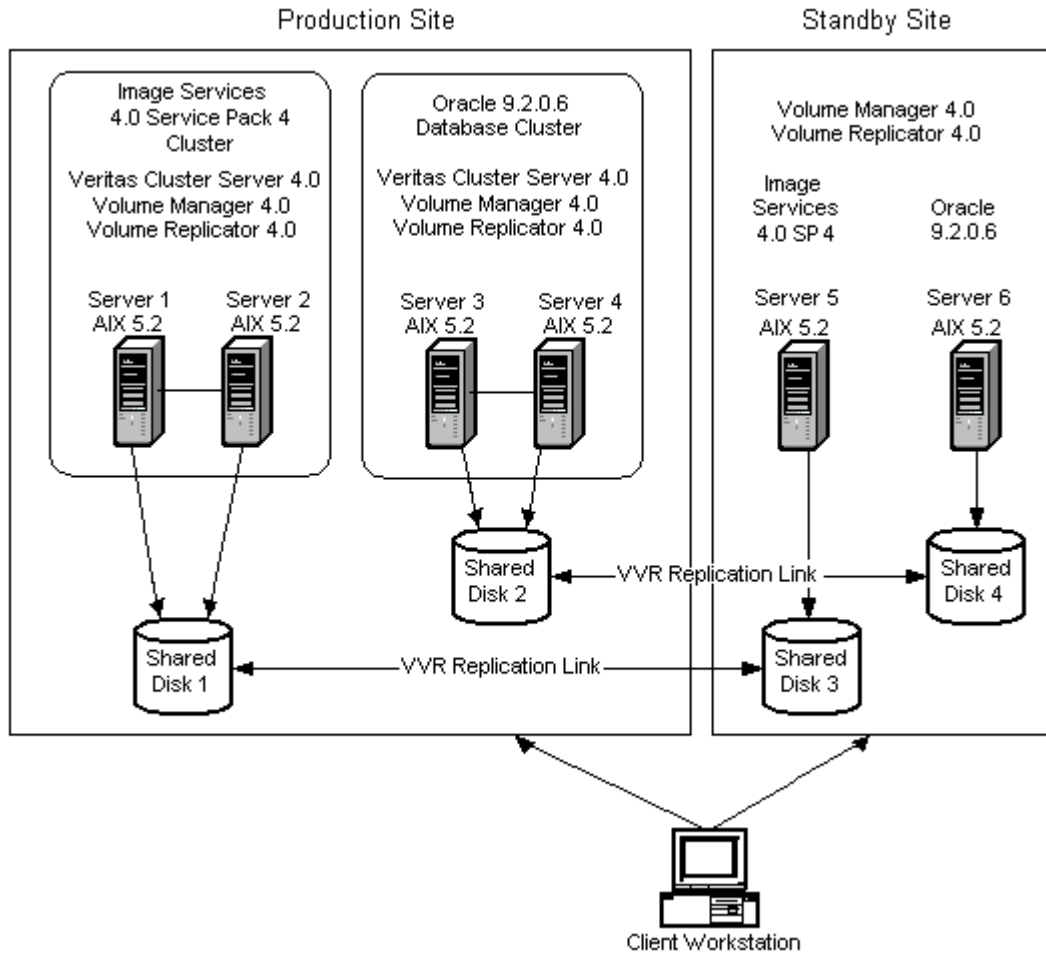 Production Site
Standby Site
Image Services
4.0 Service Pack 4
Cluster
Veritas Cluster Server 4.0
Volume Manager 4.0
Volume Replicator 4.0
Server 1
AIX 5.2
Server 2
AIX 5.2
Oracle 9.2.0.6
Database Cluster
Veritas Cluster Server 4.0
Volume Manager 4.0
Volume Replicator 4.0
Server 3
AIX 5.2
Server 4
AIX 5.2
Volume Manager 4.0
Volume Replicator 4.0
Image
Services
4.0 SP4
Oracle
9.2.0.6
Server 5
AIX 5.2
Server 6
AIX 5.2
Shared
Disk 2
VVR Replication Link
Shared
Disk 4
Shared
Disk 1
VVR Replication Link
Shared
Disk 3
Client Workstation